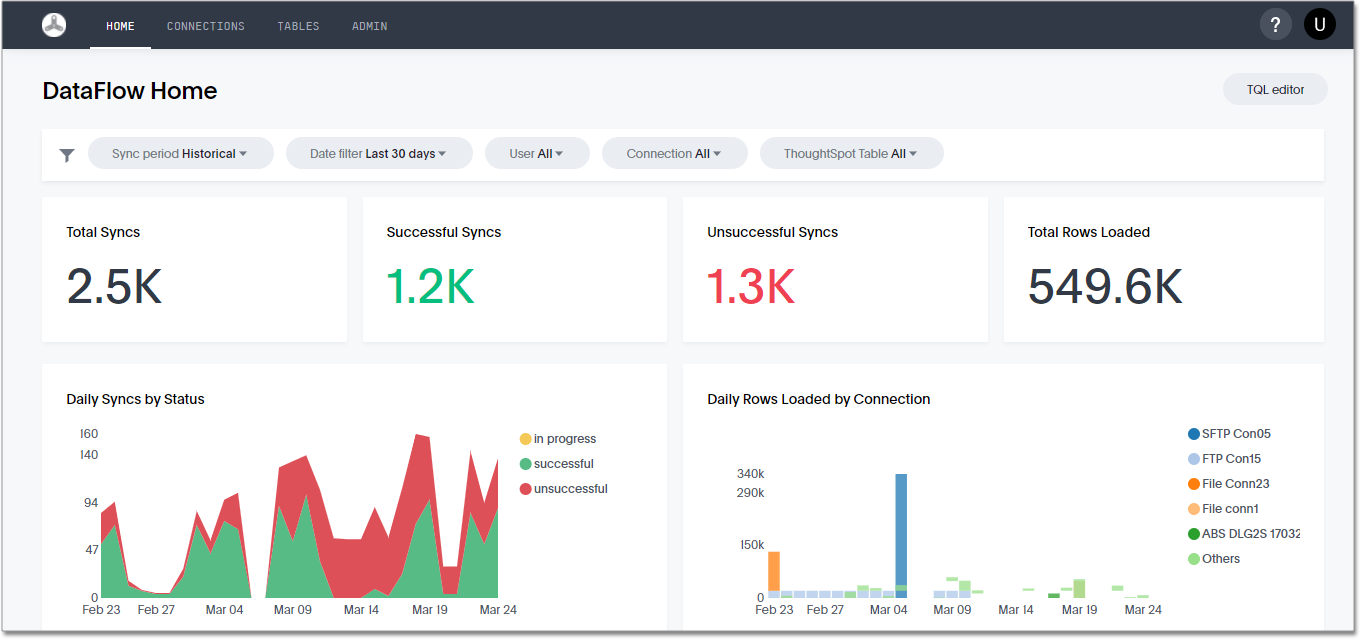 HOME CONNECTIONS TABLES ADMIN ? U
DataFlow Home
TQL editor
Sync period Historical Date filter Last 30 days User All Connection All ThoughtSpot Table All
Total Syncs
2.5K
Successful Syncs
1.2K
Unsuccessful Syncs
1.3K
Total Rows Loaded
549.6K
Daily Syncs by Status
160
140
94
47
0
Feb 23 Feb 27 Mar 04 Mar 09 Mar 14 Mar 19 Mar 24
in progress
successful
unsuccessful
Daily Rows Loaded by Connection
340k
290k
150k
0
Feb 23 Feb 27 Mar 04 Mar 09 Mar 14 Mar 19 Mar 24
SFTP Con05
FTP Con15
File Conn23
File conn1
ABS DLG2S 17032
Others